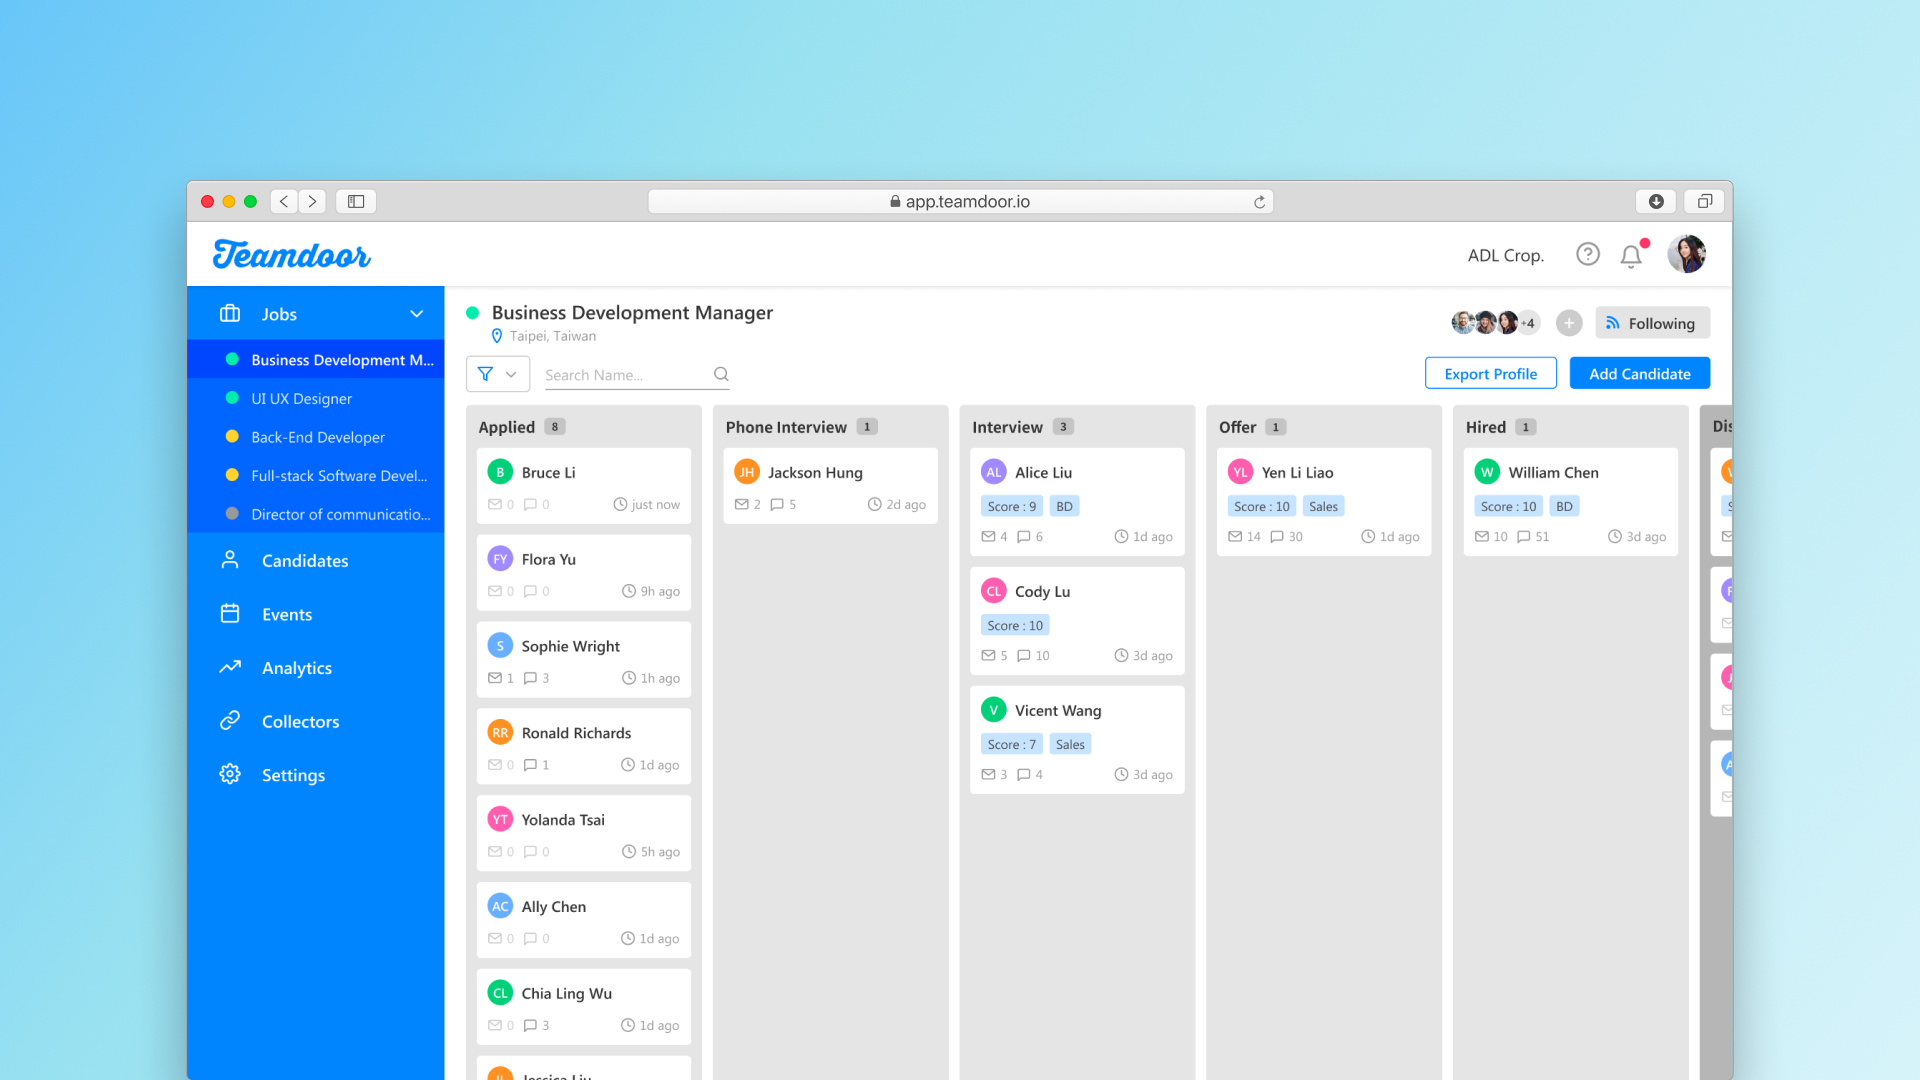 app.teamdoor.io
Teamdoor
ADL Crop.
Jobs
Business Development M...
UI UX Designer
Back-End Developer
Full-stack Software Devel...
Director of communicatio...
Candidates
Events
Analytics
Collectors
Settings
Business Development Manager
Taipei, Taiwan
+4
Following
Search Name...
Export Profile
Add Candidate
Applied 8
B Bruce Li
0 0 just now
FY Flora Yu
0 0 9h ago
S Sophie Wright
1 3 1h ago
RR Ronald Richards
0 1 1d ago
YT Yolanda Tsai
0 0 5h ago
AC Ally Chen
0 0 1d ago
CL Chia Ling Wu
0 3 1d ago
Jessica Liu
Phone Interview 1
JH Jackson Hung
2 5 2d ago
Interview 3
AL Alice Liu
Score : 9 BD
4 6 1d ago
CL Cody Lu
Score : 10
5 10 3d ago
V Vicent Wang
Score : 7 Sales
3 4 3d ago
Offer 1
YL Yen Li Liao
Score : 10 Sales
14 30 1d ago
Hired 1
W William Chen
Score : 10 BD
10 51 3d ago